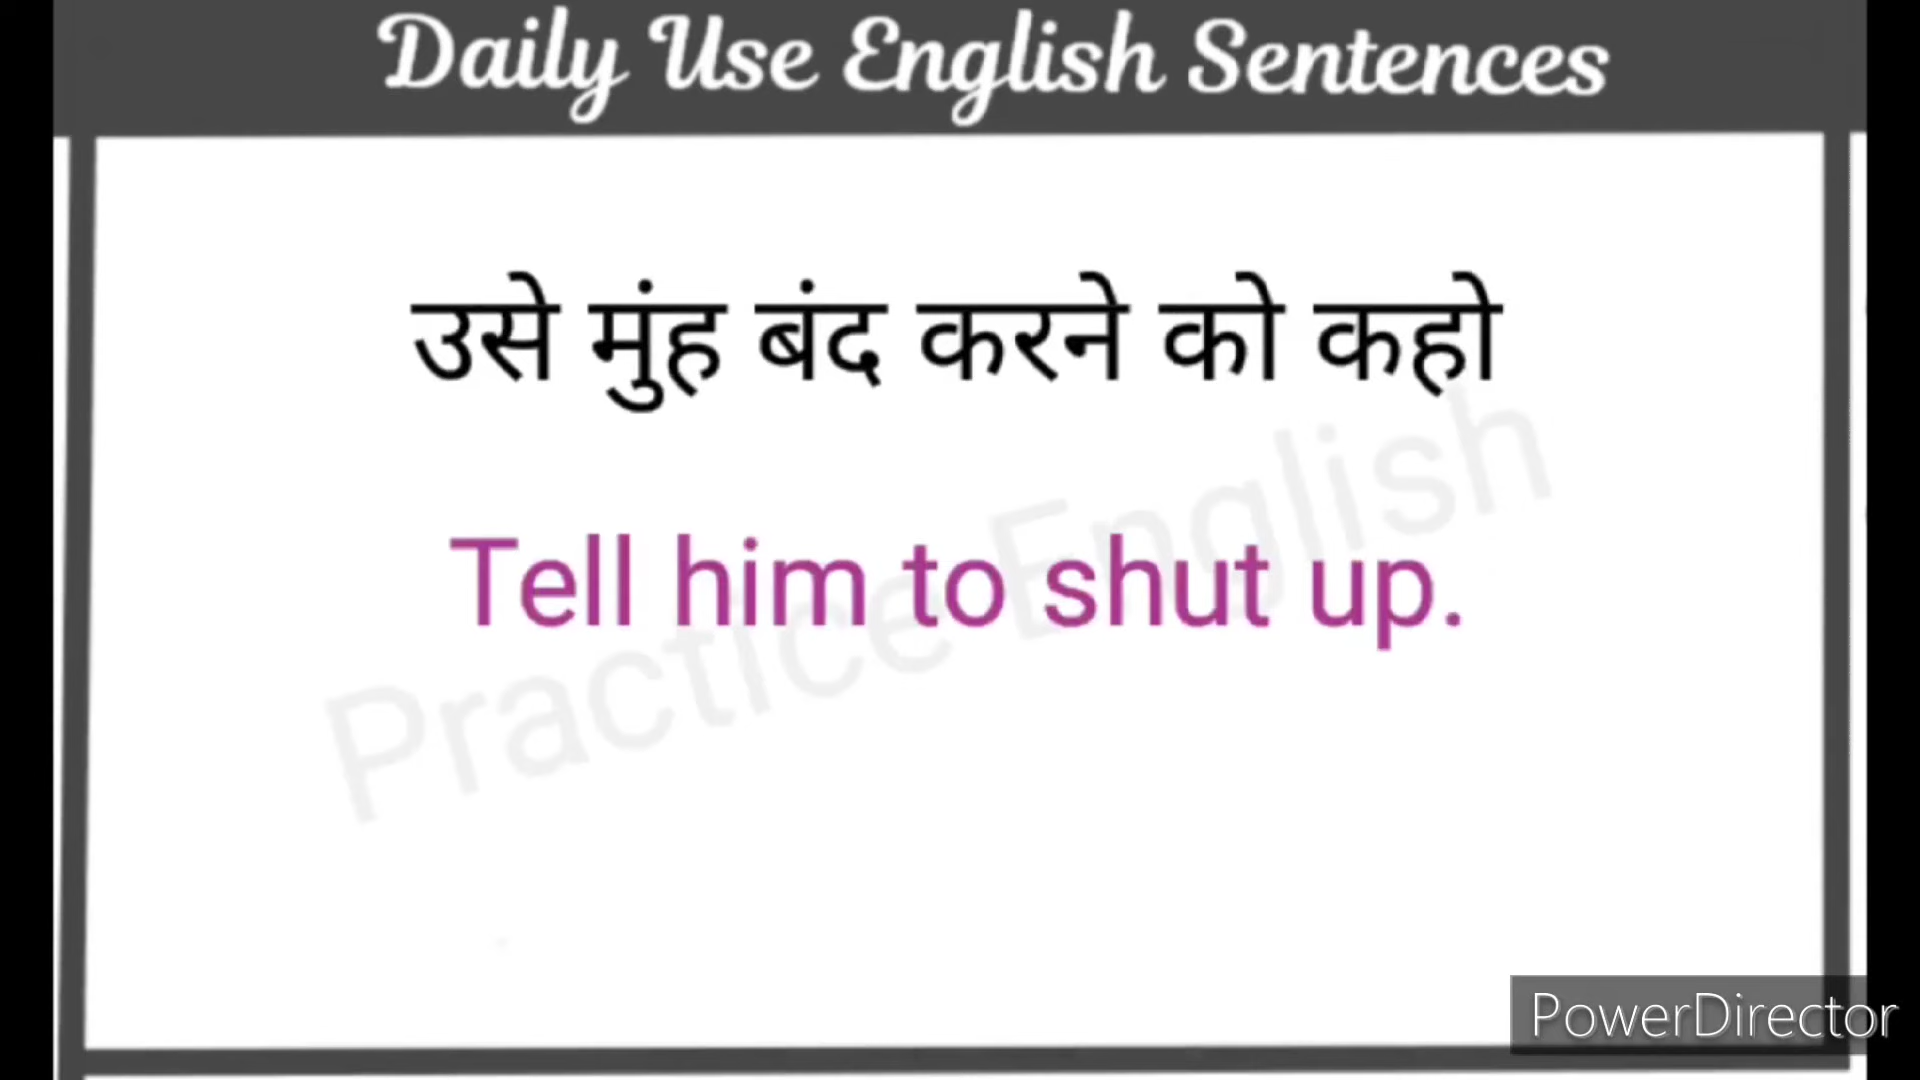 Daily Use English Sentences
उसे मुंह बंद करने को कहो
Tell him to shut up.
Practice English
PowerDirector